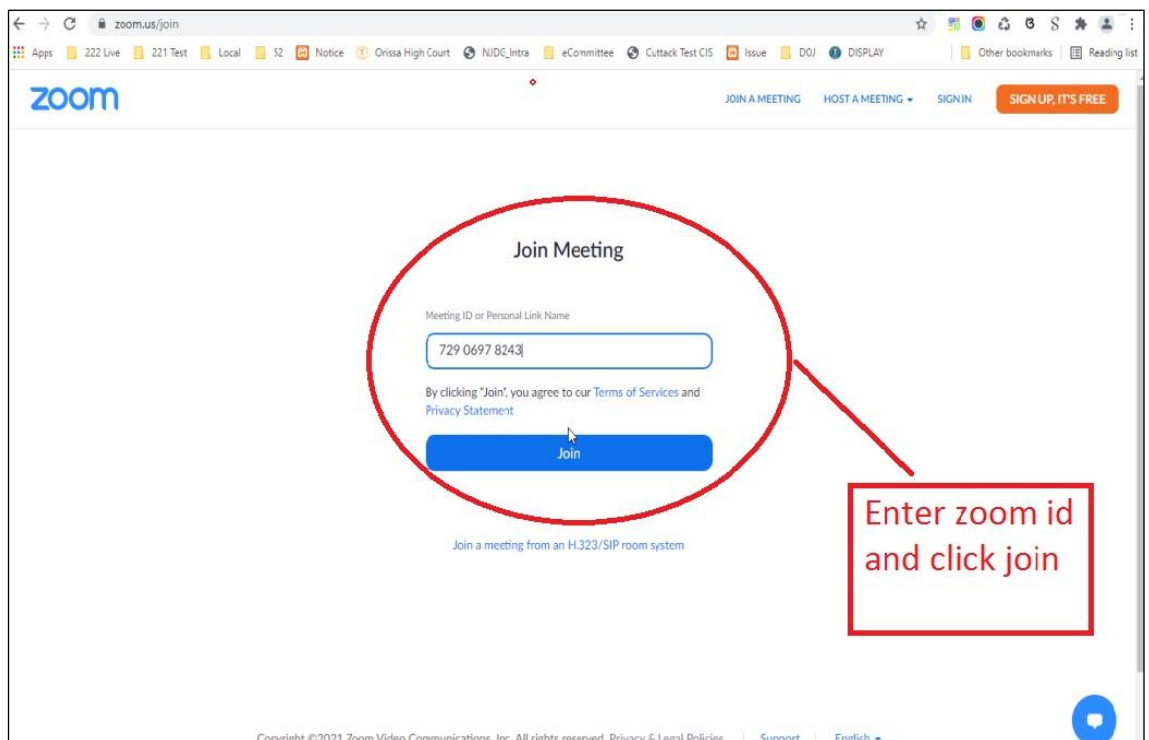 zoom.us/join
Apps 222 Live 221 Test Local S2 Notice Orissa High Court NJDG_Intra eCommittee Cuttack Test CIS Issue DOJ DISPLAY Other bookmarks Reading list
zoom JOIN A MEETING HOST A MEETING SIGN IN SIGN UP, IT'S FREE
Join Meeting
Meeting ID or Personal Link Name
729 0697 8243
By clicking "Join", you agree to our Terms of Services and
Privacy Statement
Join
Enter zoom id
and click join
Join a meeting from an H.323/SIP room system
Copyright ©2021 Zoom Video Communications, Inc. All rights reserved. Privacy & Legal Policies Support English